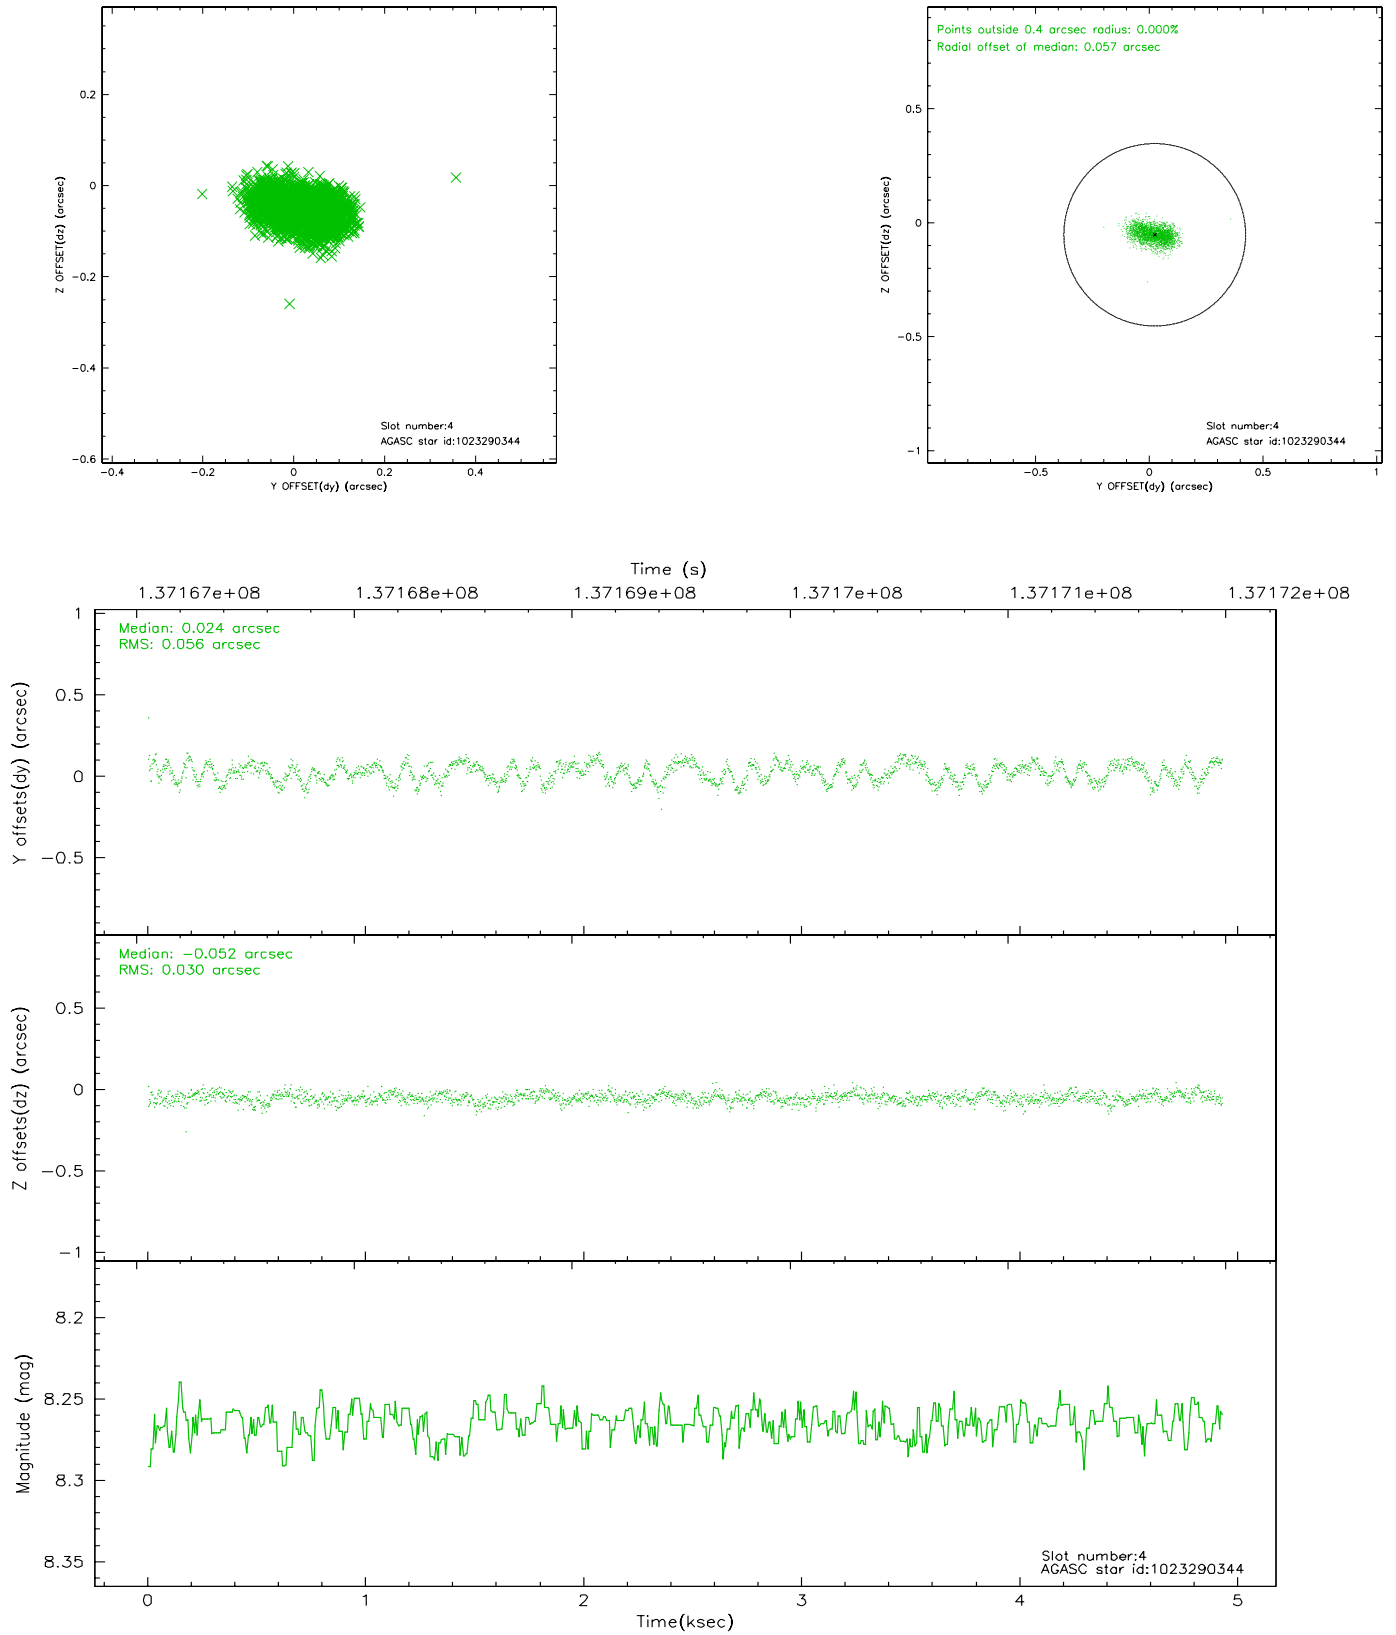 0.2
0
−0.2
−0.4
−0.6
−0.4
−0.2
0
0.2
0.4
Z OFFSET(dz) (arcsec)
Y OFFSET(dy) (arcsec)
Slot number:4
AGASC star id:1023290344
Points outside 0.4 arcsec radius: 0.000%
Radial offset of median: 0.057 arcsec
0.5
0
−0.5
−1
−0.5
0
0.5
1
Z OFFSET(dz) (arcsec)
Y OFFSET(dy) (arcsec)
Slot number:4
AGASC star id:1023290344
Time (s)
1.37167e+08
1.37168e+08
1.37169e+08
1.3717e+08
1.37171e+08
1.37172e+08
Median: 0.024 arcsec
RMS: 0.056 arcsec
1
0.5
0
−0.5
Y offsets(dy) (arcsec)
Median: −0.052 arcsec
RMS: 0.030 arcsec
0.5
0
−0.5
−1
Z offsets(dz) (arcsec)
8.2
8.25
8.3
8.35
Magnitude (mag)
Slot number:4
AGASC star id:1023290344
0
1
2
3
4
5
Time(ksec)